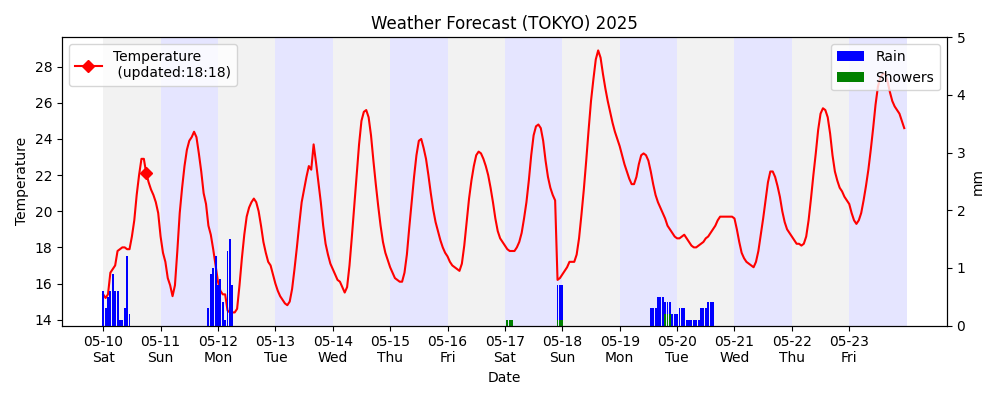 Weather Forecast (TOKYO) 2025
Temperature
(updated:18:18)
Rain
Showers
Temperature
28
26
24
22
20
18
16
14
5
4
3
2
1
0
mm
05-10 05-11 05-12 05-13 05-14 05-15 05-16 05-17 05-18 05-19 05-20 05-21 05-22 05-23
Sat Sun Mon Tue Wed Thu Fri Sat Sun Mon Tue Wed Thu Fri
Date